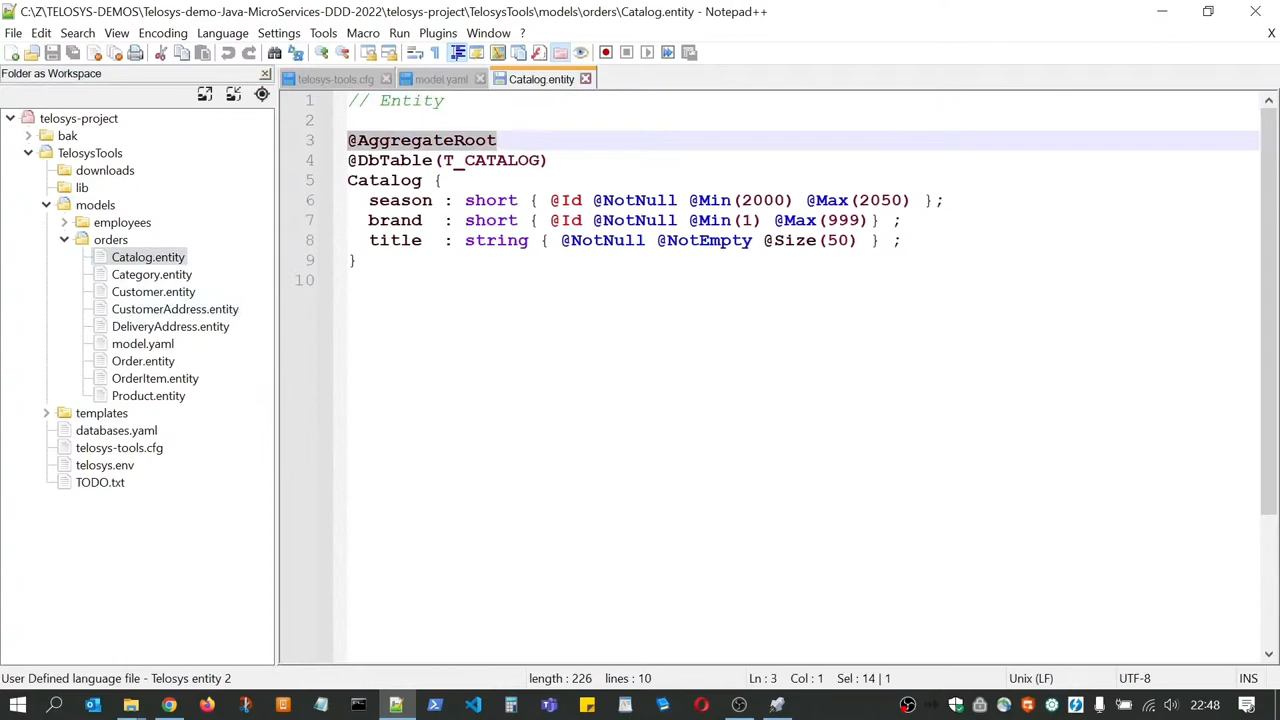 C:\Z\TELOSYS-DEMOS\Telosys-demo-Java-MicroServices-DDD-2022\telosys-project\TelosysTools\models\orders\Catalog.entity - Notepad++
File Edit Search View Encoding Language Settings Tools Macro Run Plugins Window ? X
Folder as Workspace
telosys-tools.cfg model.yaml Catalog.entity
telosys-project
bak
TelosysTools
downloads
lib
models
employees
orders
Catalog.entity
Category.entity
Customer.entity
CustomerAddress.entity
DeliveryAddress.entity
model.yaml
Order.entity
OrderItem.entity
Product.entity
templates
databases.yaml
telosys-tools.cfg
telosys.env
TODO.txt
1 // Entity
2
3 @AggregateRoot
4 @DbTable(T_CATALOG)
5 Catalog {
6 season : short { @Id @NotNull @Min(2000) @Max(2050) };
7 brand : short { @Id @NotNull @Min(1) @Max(999)} ;
8 title : string { @NotNull @NotEmpty @Size(50) } ;
9 }
10
User Defined language file - Telosys entity 2 length : 226 lines : 10 Ln : 3 Col : 1 Sel : 14 | 1 Unix (LF) UTF-8 INS
22:48